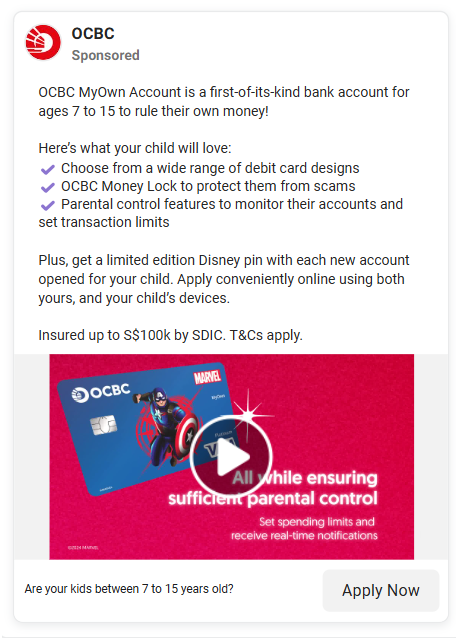 OCBC
Sponsored
OCBC MyOwn Account is a first-of-its-kind bank account for
ages 7 to 15 to rule their own money!
Here's what your child will love:
Choose from a wide range of debit card designs
OCBC Money Lock to protect them from scams
Parental control features to monitor their accounts and
set transaction limits
Plus, get a limited edition Disney pin with each new account
opened for your child. Apply conveniently online using both
yours, and your child's devices.
Insured up to S$100k by SDIC. T&Cs apply.
OCBC
MARVEL
MyOwn
Platinum
VISA
All while ensuring
sufficient parental control
Set spending limits and
receive real-time notifications
©2024 MARVEL
Are your kids between 7 to 15 years old?
Apply Now